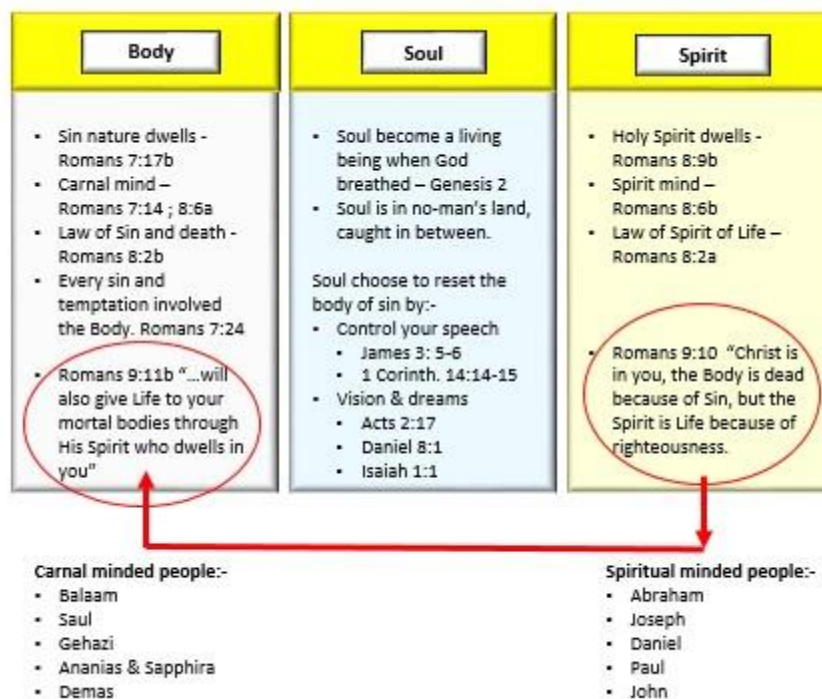 Body
▪ Sin nature dwells -
Romans 7:17b
▪ Carnal mind –
Romans 7:14 ; 8:6a
▪ Law of Sin and death -
Romans 8:2b
▪ Every sin and
temptation involved
the Body. Romans 7:24
▪ Romans 9:11b “...will
also give Life to your
mortal bodies through
His Spirit who dwells in
you”
Soul
▪ Soul become a living
being when God
breathed – Genesis 2
▪ Soul is in no-man’s land,
caught in between.
Soul choose to reset the
body of sin by:-
▪ Control your speech
▪ James 3: 5-6
▪ 1 Corinth. 14:14-15
▪ Vision & dreams
▪ Acts 2:17
▪ Daniel 8:1
▪ Isaiah 1:1
Spirit
▪ Holy Spirit dwells -
Romans 8:9b
▪ Spirit mind –
Romans 8:6b
▪ Law of Spirit of Life –
Romans 8:2a
▪ Romans 9:10 “Christ is
in you, the Body is dead
because of Sin, but the
Spirit is Life because of
righteousness.
Carnal minded people:-
▪ Balaam
▪ Saul
▪ Gehazi
▪ Ananias & Sapphira
▪ Demas
Spiritual minded people:-
▪ Abraham
▪ Joseph
▪ Daniel
▪ Paul
▪ John